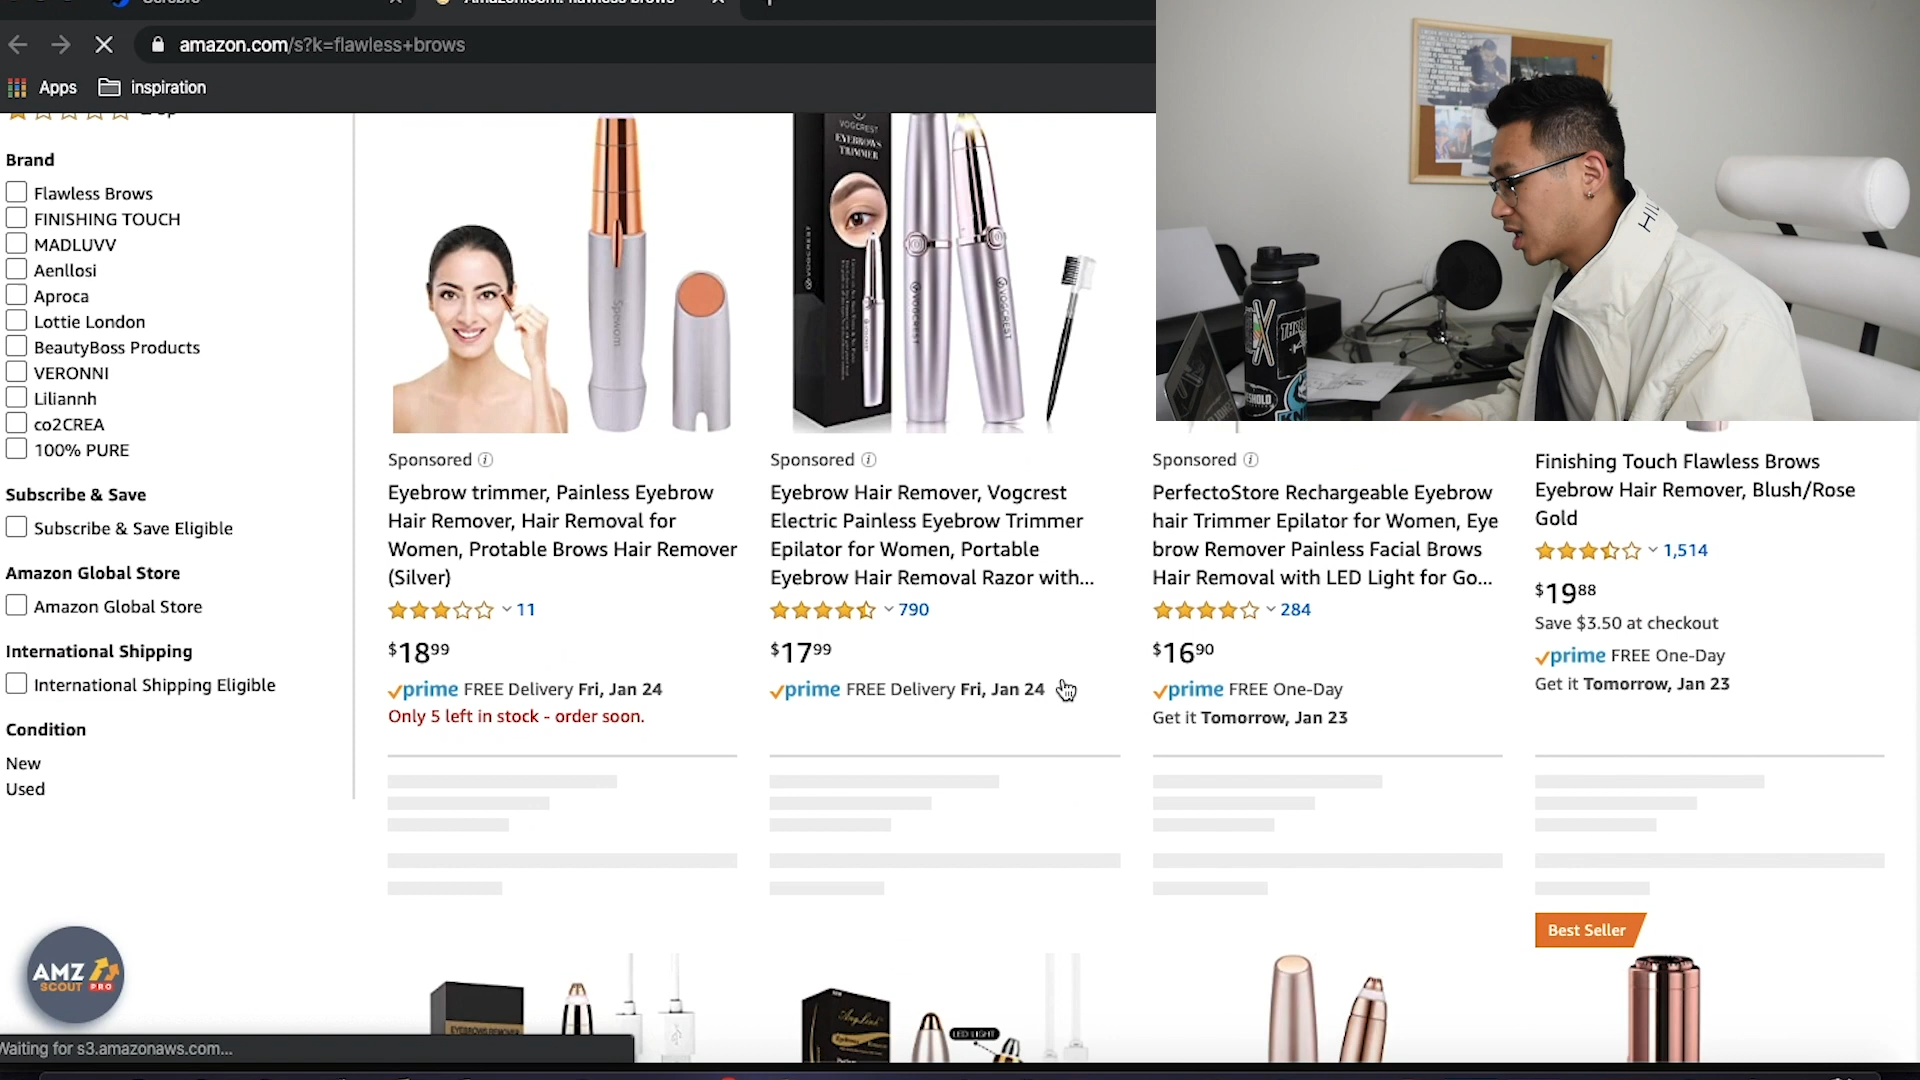 amazon.com/s?k=flawless+brows
Apps
inspiration
Brand
Flawless Brows
FINISHING TOUCH
MADLUVV
Aenllosi
Aproca
Lottie London
BeautyBoss Products
VERONNI
Liliannh
co2CREA
100% PURE
Subscribe & Save
Subscribe & Save Eligible
Amazon Global Store
Amazon Global Store
International Shipping
International Shipping Eligible
Condition
New
Used
VOGCREST
EYEBROWS
TRIMMER
VOGCREST
VOGCREST
Sponsored
Eyebrow trimmer, Painless Eyebrow
Hair Remover, Hair Removal for
Women, Protable Brows Hair Remover
(Silver)
11
$18.99
prime FREE Delivery Fri, Jan 24
Only 5 left in stock - order soon.
Sponsored
Eyebrow Hair Remover, Vogcrest
Electric Painless Eyebrow Trimmer
Epilator for Women, Portable
Eyebrow Hair Removal Razor with...
790
$17.99
prime FREE Delivery Fri, Jan 24
Sponsored
PerfectoStore Rechargeable Eyebrow
hair Trimmer Epilator for Women, Eye
brow Remover Painless Facial Brows
Hair Removal with LED Light for Go...
284
$16.90
prime FREE One-Day
Get it Tomorrow, Jan 23
Finishing Touch Flawless Brows
Eyebrow Hair Remover, Blush/Rose
Gold
1,514
$19.88
Save $3.50 at checkout
prime FREE One-Day
Get it Tomorrow, Jan 23
Best Seller
LED LIGHT
AMZ
SCOUT PRO
Waiting for s3.amazonaws.com...